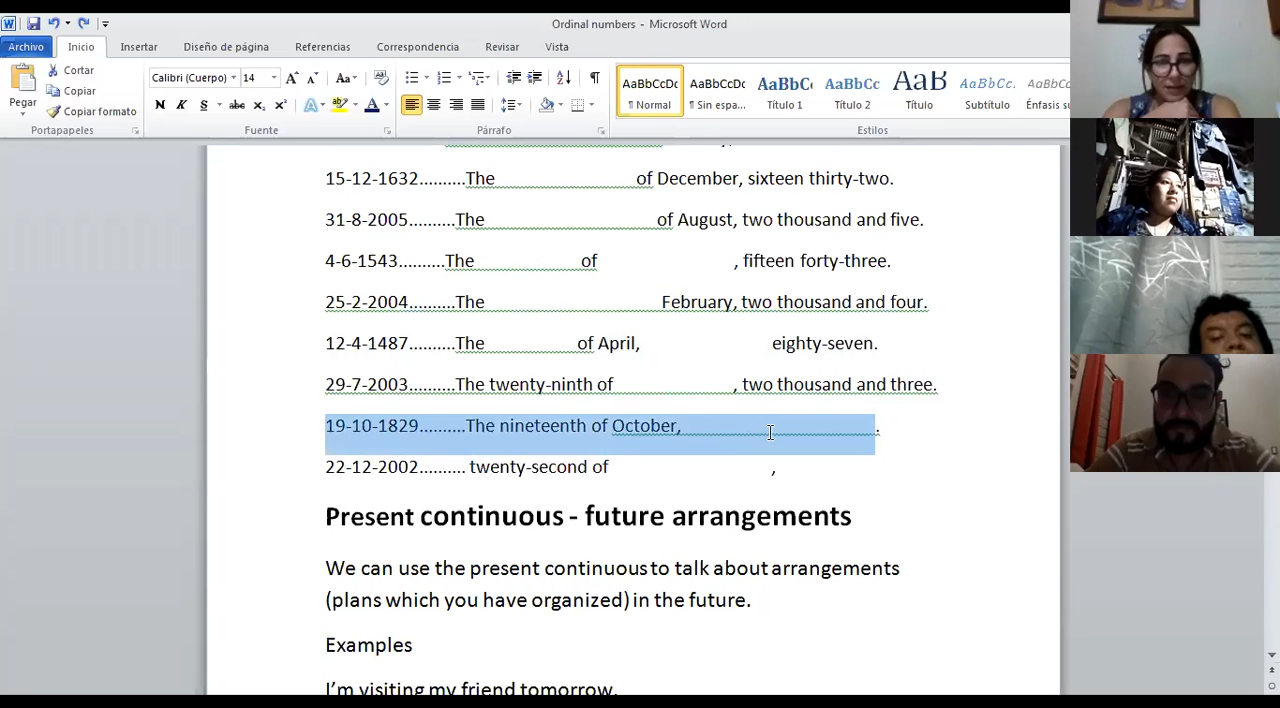 Ordinal numbers - Microsoft Word
Archivo Inicio Insertar Diseño de página Referencias Correspondencia Revisar Vista
Pegar
Cortar
Copiar
Copiar formato
Portapapeles
Calibri (Cuerpo) 14
N K S abc x₂ x²
Fuente
Párrafo
AaBbCcDc AaBbCcDc AaBbC AaBbCc AaB AaBbCcD AaBbCcD
¶ Normal ¶ Sin espa... Título 1 Título 2 Título Subtítulo Énfasis
Estilos
15-12-1632.........The of December, sixteen thirty-two.
31-8-2005..........The of August, two thousand and five.
4-6-1543..........The of , fifteen forty-three.
25-2-2004..........The February, two thousand and four.
12-4-1487..........The of April, eighty-seven.
29-7-2003..........The twenty-ninth of , two thousand and three.
19-10-1829..........The nineteenth of October, .
22-12-2002.......... twenty-second of ,
Present continuous - future arrangements
We can use the present continuous to talk about arrangements
(plans which you have organized) in the future.
Examples
I'm visiting my friend tomorrow.